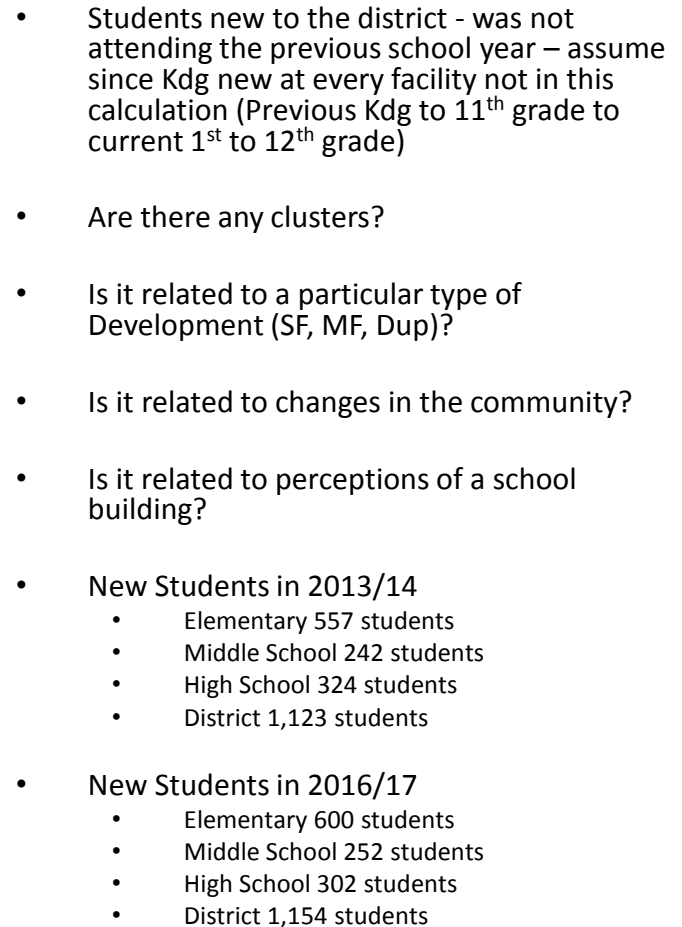 • Students new to the district - was not
attending the previous school year – assume
since Kdg new at every facility not in this
calculation (Previous Kdg to 11th grade to
current 1st to 12th grade)
• Are there any clusters?
• Is it related to a particular type of
Development (SF, MF, Dup)?
• Is it related to changes in the community?
• Is it related to perceptions of a school
building?
• New Students in 2013/14
• Elementary 557 students
• Middle School 242 students
• High School 324 students
• District 1,123 students
• New Students in 2016/17
• Elementary 600 students
• Middle School 252 students
• High School 302 students
• District 1,154 students